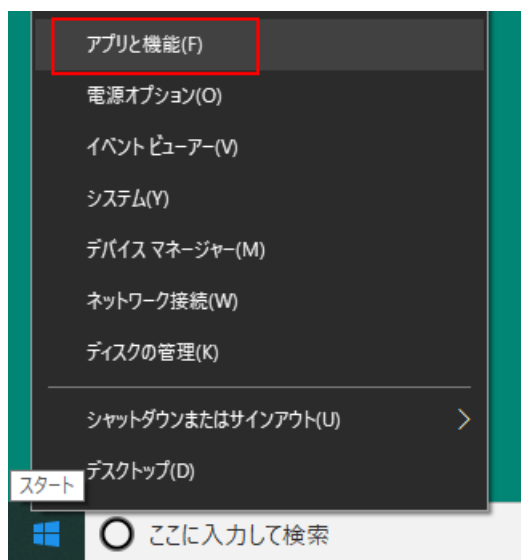 アプリと機能(F)
電源オプション(O)
イベント ビューアー(V)
システム(Y)
デバイス マネージャー(M)
ネットワーク接続(W)
ディスクの管理(K)
シャットダウンまたはサインアウト(U)
デスクトップ(D)
スタート
ここに入力して検索